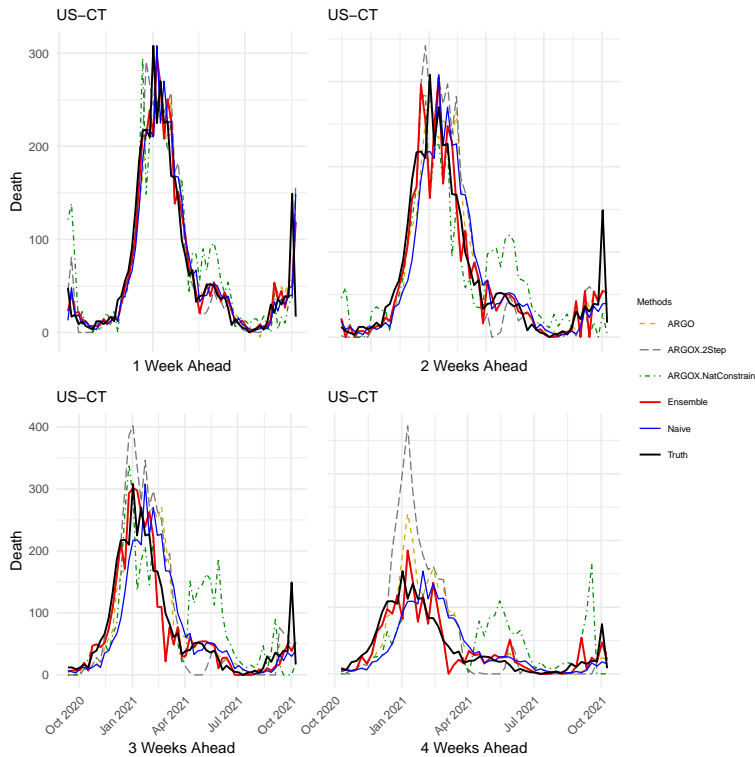 US−CT
US−CT
300
200
100
0
Death
1 Week Ahead
2 Weeks Ahead
Methods
ARGO
ARGOX.2Step
ARGOX.NatConstrain
Ensemble
Naive
Truth
US−CT
US−CT
400
300
200
100
0
Death
Oct 2020
Jan 2021
Apr 2021
Jul 2021
Oct 2021
Oct 2020
Jan 2021
Apr 2021
Jul 2021
Oct 2021
3 Weeks Ahead
4 Weeks Ahead